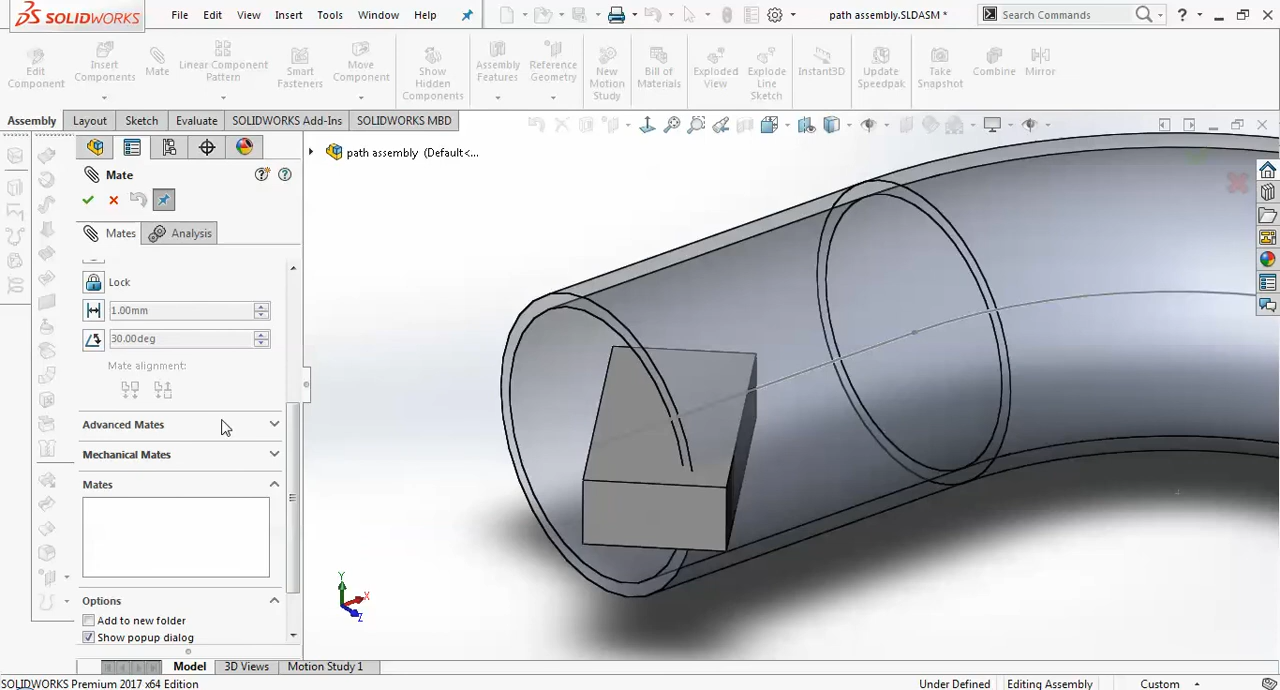 SOLIDWORKS
File Edit View Insert Tools Window Help
path assembly.SLDASM *
Search Commands
?
Edit Component
Insert Components
Mate
Linear Component Pattern
Smart Fasteners
Move Component
Show Hidden Components
Assembly Features
Reference Geometry
New Motion Study
Bill of Materials
Exploded View
Explode Line Sketch
Instant3D
Update Speedpak
Take Snapshot
Combine
Mirror
Assembly Layout Sketch Evaluate SOLIDWORKS Add-Ins SOLIDWORKS MBD
path assembly (Default<...
Mate
Mates Analysis
Lock
1.00mm
30.00deg
Mate alignment:
Advanced Mates
Mechanical Mates
Mates
Options
Add to new folder
Show popup dialog
Y
X
Z
Model 3D Views Motion Study 1
SOLIDWORKS Premium 2017 x64 Edition
Under Defined Editing Assembly Custom